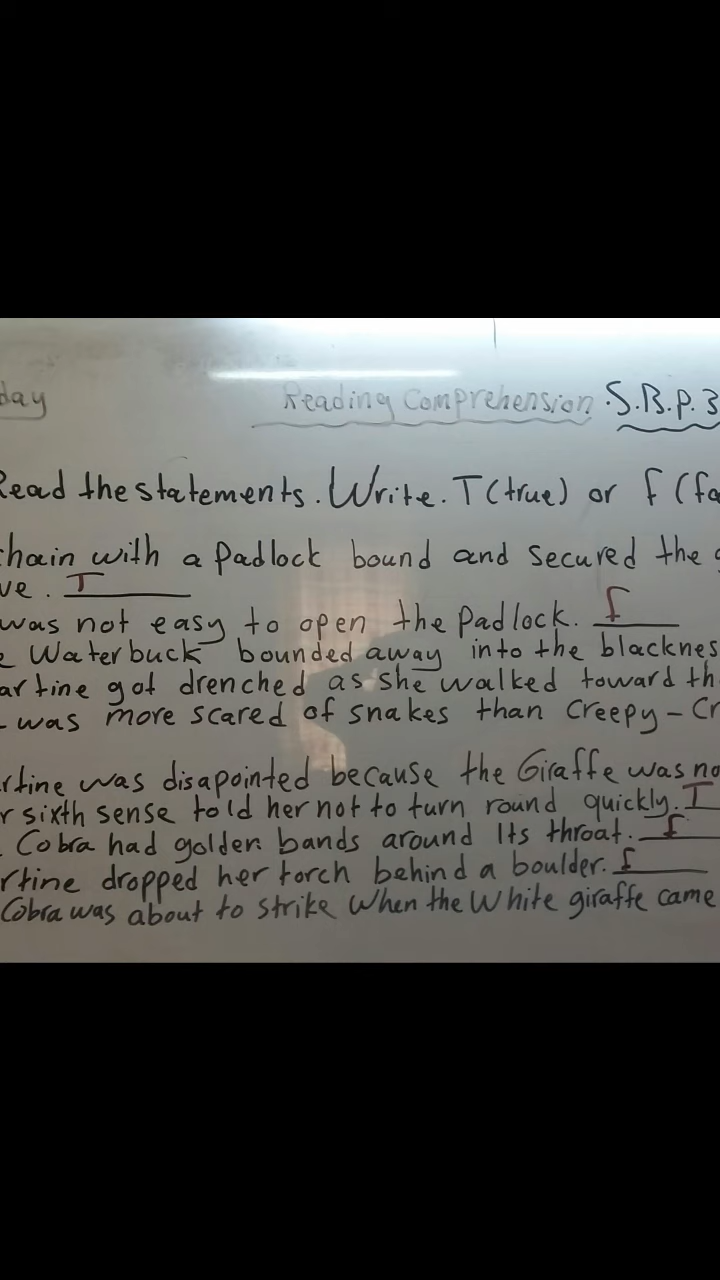 day Reading Comprehension .S.B.p.3
Read the statements. Write. T(true) or f (fa
hain with a Padlock bound and secured the g
ve. T
was not easy to open the Padlock. f
e Waterbuck bounded away into the blacknes
artine got drenched as she walked toward th
was more scared of snakes than Creepy-Cr
rtine was disapointed because the Giraffe was no
r sixth sense told her not to turn round quickly. T
Cobra had golden bands around Its throat. f
rtine dropped her torch behind a boulder. f
Cobra was about to strike When the White giraffe came